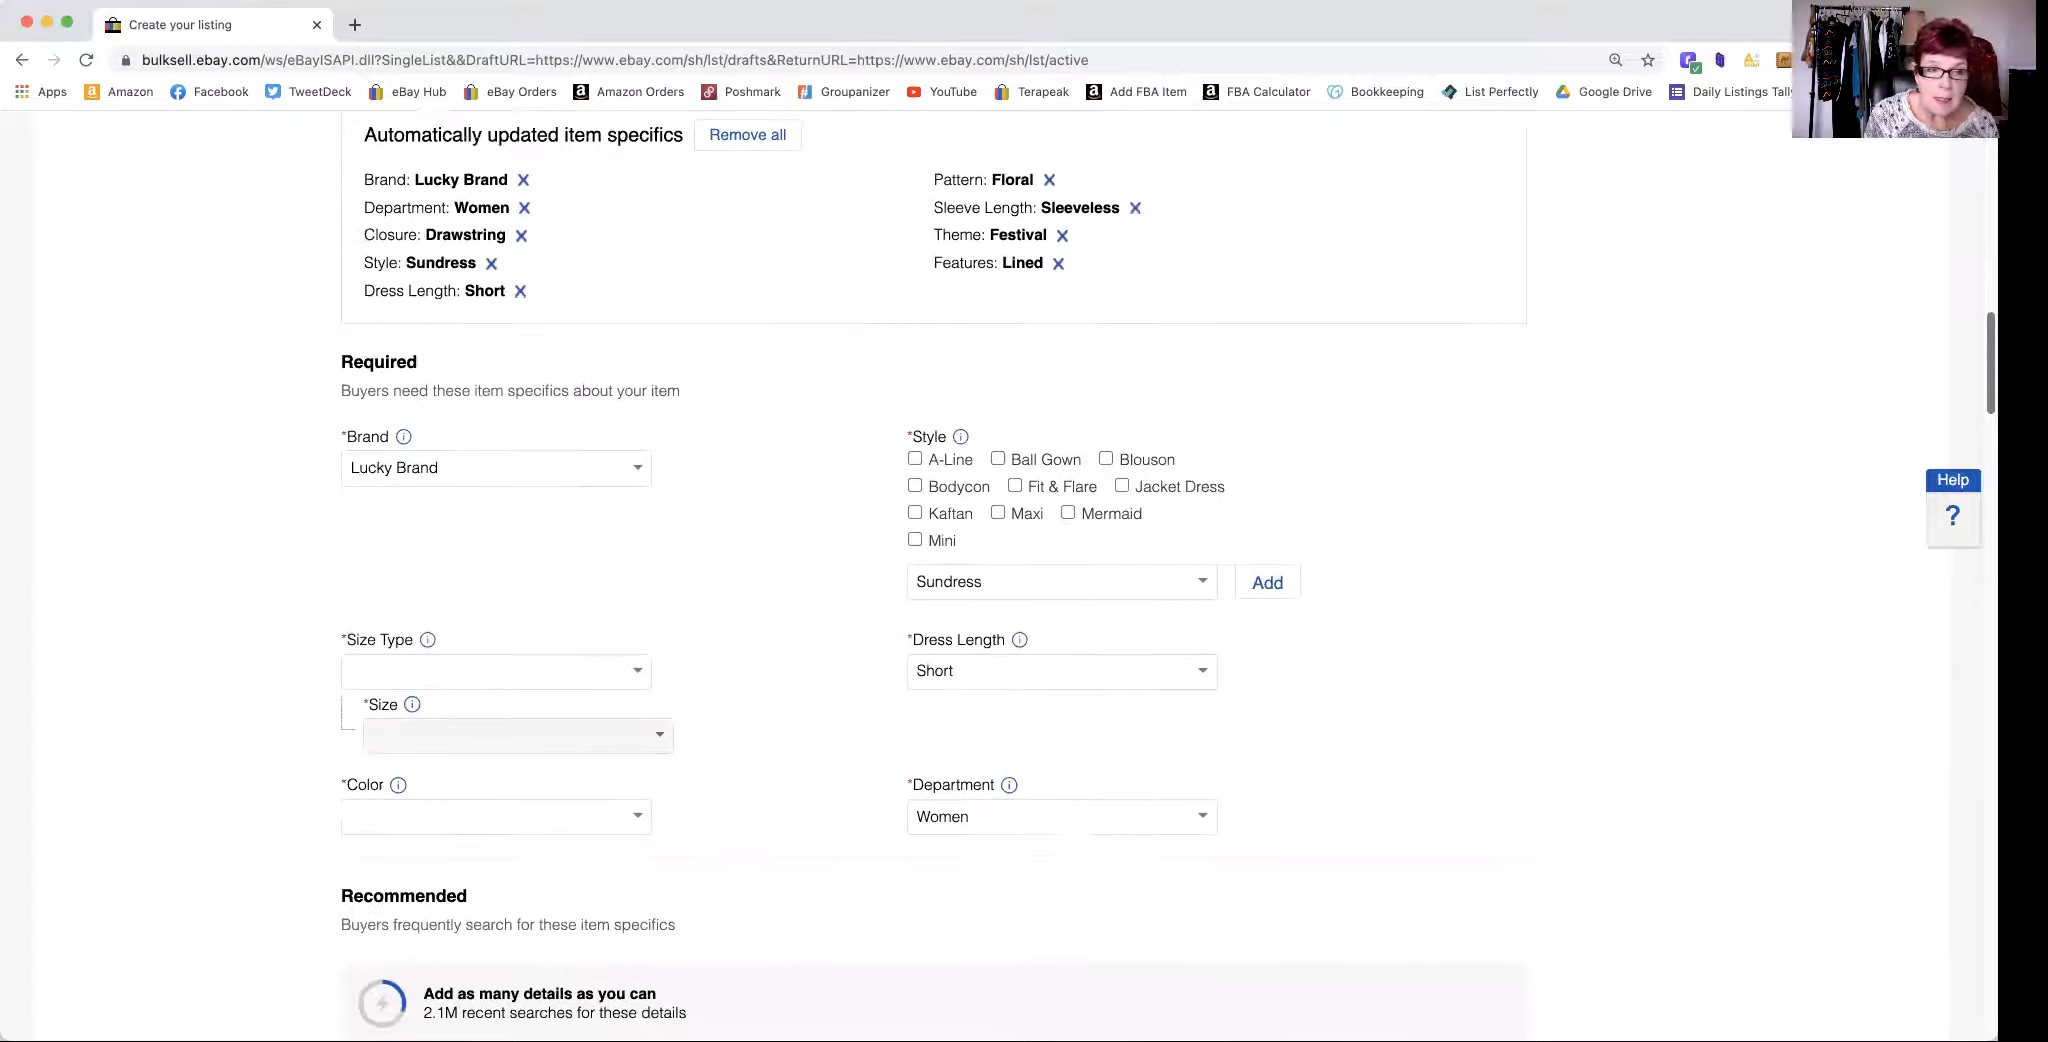 Create your listing
bulksell.ebay.com/ws/eBayISAPI.dll?SingleList&&DraftURL=https://www.ebay.com/sh/lst/drafts&ReturnURL=https://www.ebay.com/sh/lst/active
Apps Amazon Facebook TweetDeck eBay Hub eBay Orders Amazon Orders Poshmark Groupanizer YouTube Terapeak Add FBA Item FBA Calculator Bookkeeping List Perfectly Google Drive Daily Listings Tally
Automatically updated item specifics Remove all
Brand: Lucky Brand X Pattern: Floral X
Department: Women X Sleeve Length: Sleeveless X
Closure: Drawstring X Theme: Festival X
Style: Sundress X Features: Lined X
Dress Length: Short X
Required
Buyers need these item specifics about your item
*Brand *Style
A-Line Ball Gown Blouson
Lucky Brand
Bodycon Fit & Flare Jacket Dress
Kaftan Maxi Mermaid
Mini
Sundress Add
*Size Type *Dress Length
Short
*Size
*Color *Department
Women
Recommended
Buyers frequently search for these item specifics
Add as many details as you can
2.1M recent searches for these details
Help
?